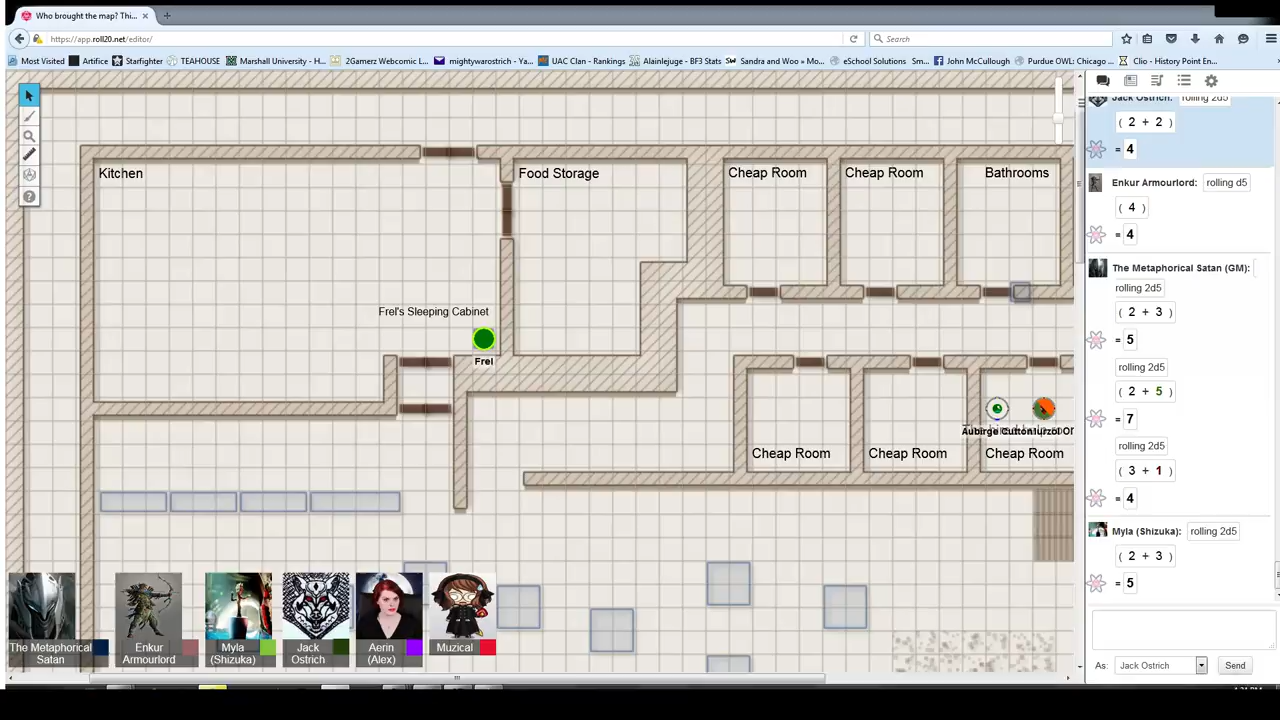 Who brought the map? Thi...
https://app.roll20.net/editor/
Search
Most Visited Artifice Starfighter TEAHOUSE Marshall University - H... 2Gamerz Webcomic L... mightywarostrich - Y... UAC Clan - Rankings Alainlejuge - BF3 Stats Sandra and Woo » Mo... eSchool Solutions Sm... John McCullough Purdue OWL: Chicago ... Clio - History Point En...
Kitchen
Food Storage
Cheap Room
Cheap Room
Bathrooms
Frel's Sleeping Cabinet
Frel
Cheap Room
Cheap Room
Cheap Room
The Metaphorical Satan
Enkur Armourlord
Myla (Shizuka)
Jack Ostrich
Aerin (Alex)
Muzical
Jack Ostrich: rolling 2d5
( 2 + 2 )
= 4
Enkur Armourlord: rolling d5
( 4 )
= 4
The Metaphorical Satan (GM):
rolling 2d5
( 2 + 3 )
= 5
rolling 2d5
( 2 + 5 )
= 7
rolling 2d5
( 3 + 1 )
= 4
Myla (Shizuka): rolling 2d5
( 2 + 3 )
= 5
As: Jack Ostrich Send